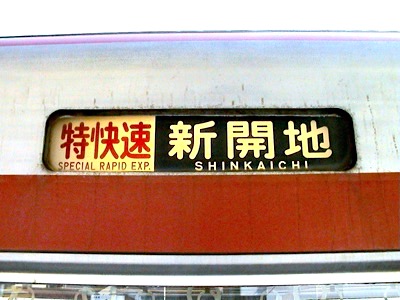 特快速 新開地
SPECIAL RAPID EXP. SHINKAICHI